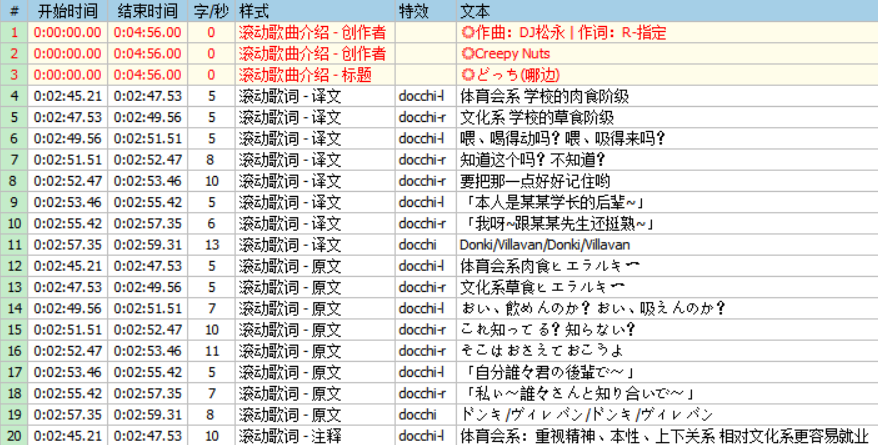 # 开始时间 结束时间 字/秒 样式 特效 文本
1 0:00:00.00 0:04:56.00 0 滚动歌曲介绍 - 创作者 ◎作曲：DJ松永 | 作词：R-指定
2 0:00:00.00 0:04:56.00 0 滚动歌曲介绍 - 创作者 ◎Creepy Nuts
3 0:00:00.00 0:04:56.00 0 滚动歌曲介绍 - 标题 ◎どっち(哪边)
4 0:02:45.21 0:02:47.53 5 滚动歌词 - 译文 docchi-l 体育会系 学校的肉食阶级
5 0:02:47.53 0:02:49.56 5 滚动歌词 - 译文 docchi-r 文化系 学校的草食阶级
6 0:02:49.56 0:02:51.51 5 滚动歌词 - 译文 docchi-l 喂、喝得动吗？喂、吸得来吗？
7 0:02:51.51 0:02:52.47 8 滚动歌词 - 译文 docchi-r 知道这个吗？不知道？
8 0:02:52.47 0:02:53.46 10 滚动歌词 - 译文 docchi-r 要把那一点好好记住哟
9 0:02:53.46 0:02:55.42 5 滚动歌词 - 译文 docchi-l 「本人是某某学长的后辈~」
10 0:02:55.42 0:02:57.35 6 滚动歌词 - 译文 docchi-r 「我呀~跟某某先生还挺熟~」
11 0:02:57.35 0:02:59.31 13 滚动歌词 - 译文 docchi Donki/Villavan/Donki/Villavan
12 0:02:45.21 0:02:47.53 5 滚动歌词 - 原文 docchi-l 体育会系肉食ヒエラルキー
13 0:02:47.53 0:02:49.56 5 滚动歌词 - 原文 docchi-r 文化系草食ヒエラルキー
14 0:02:49.56 0:02:51.51 7 滚动歌词 - 原文 docchi-l おい、飲めんのか？おい、吸えんのか？
15 0:02:51.51 0:02:52.47 10 滚动歌词 - 原文 docchi-r これ知ってる？知らない？
16 0:02:52.47 0:02:53.46 11 滚动歌词 - 原文 docchi-r そこはおさえておこうよ
17 0:02:53.46 0:02:55.42 5 滚动歌词 - 原文 docchi-l 「自分誰々君の後輩で～」
18 0:02:55.42 0:02:57.35 7 滚动歌词 - 原文 docchi-r 「私ぃ～誰々さんと知り合いで～」
19 0:02:57.35 0:02:59.31 8 滚动歌词 - 原文 docchi ドンキ/ヴィレバン/ドンキ/ヴィレバン
20 0:02:45.21 0:02:47.53 10 滚动歌词 - 注释 docchi-l 体育会系：重视精神、本性、上下关系 相对文化系更容易就业